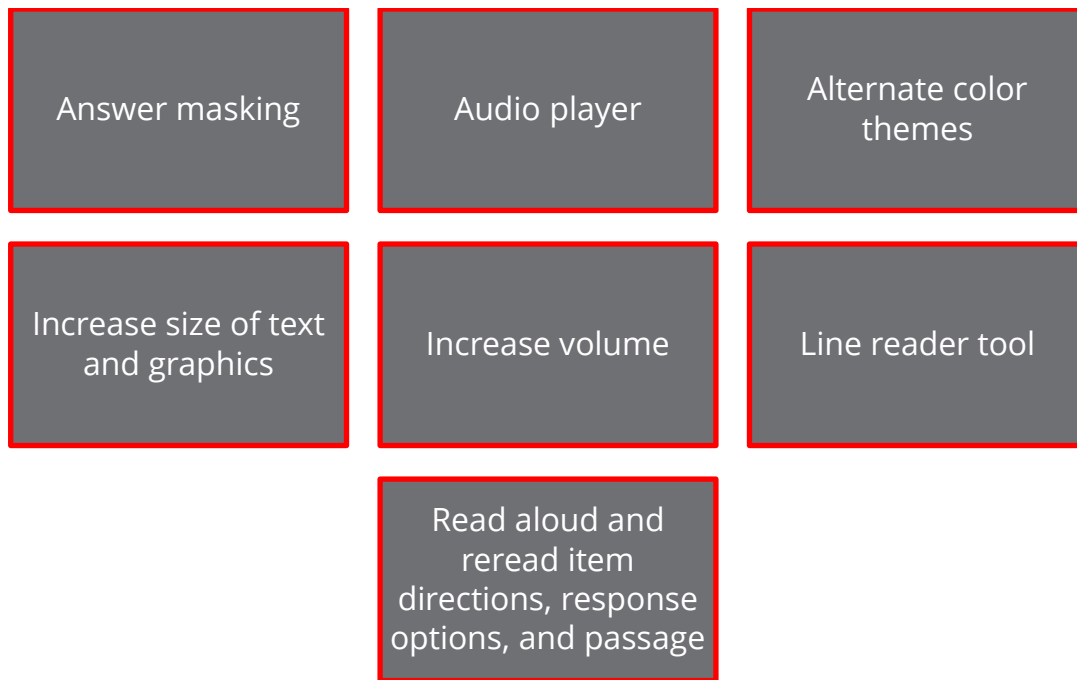 Answer masking
Audio player
Alternate color
themes
Increase size of text
and graphics
Increase volume
Line reader tool
Read aloud and
reread item
directions, response
options, and passage